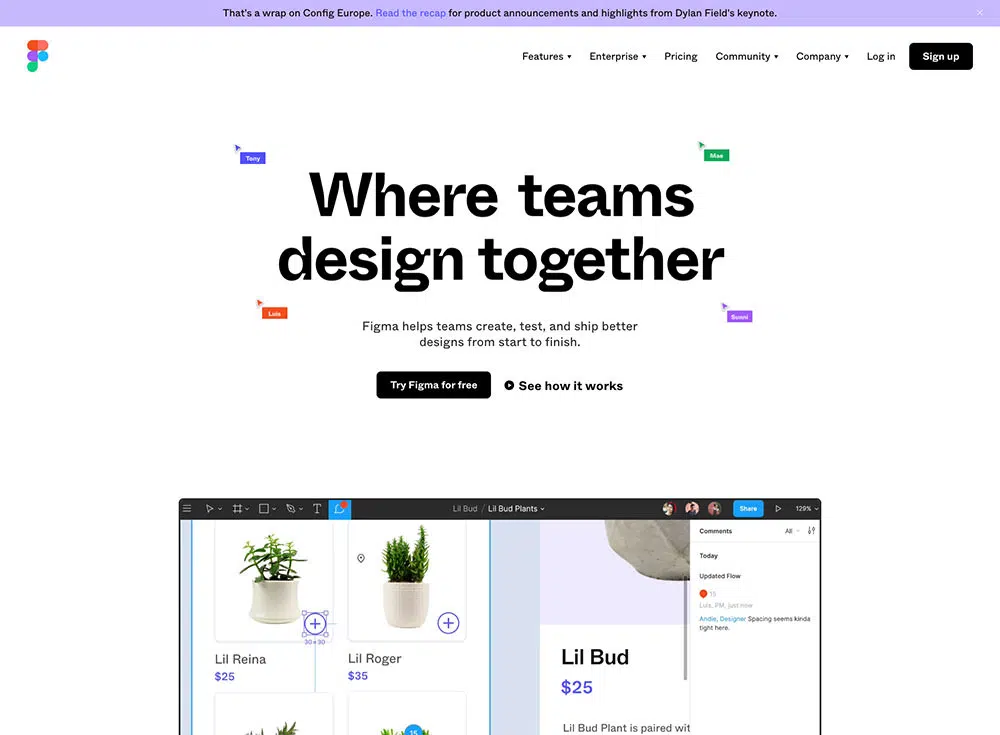 That's a wrap on Config Europe. Read the recap for product announcements and highlights from Dylan Field's keynote.
Features Enterprise Pricing Community Company Log in Sign up
Tony
Mae
Where teams
design together
Luis
Sunni
Figma helps teams create, test, and ship better
designs from start to finish.
Try Figma for free See how it works
Lil Bud / Lil Bud Plants Share 129%
Comments All
Today
Updated Flow
15
Luis, PM, just now
Andie, Designer Spacing seems kinda
tight here.
30×30
Lil Reina
$25
Lil Roger
$35
Lil Bud
$25
Lil Bud Plant is paired wit
15